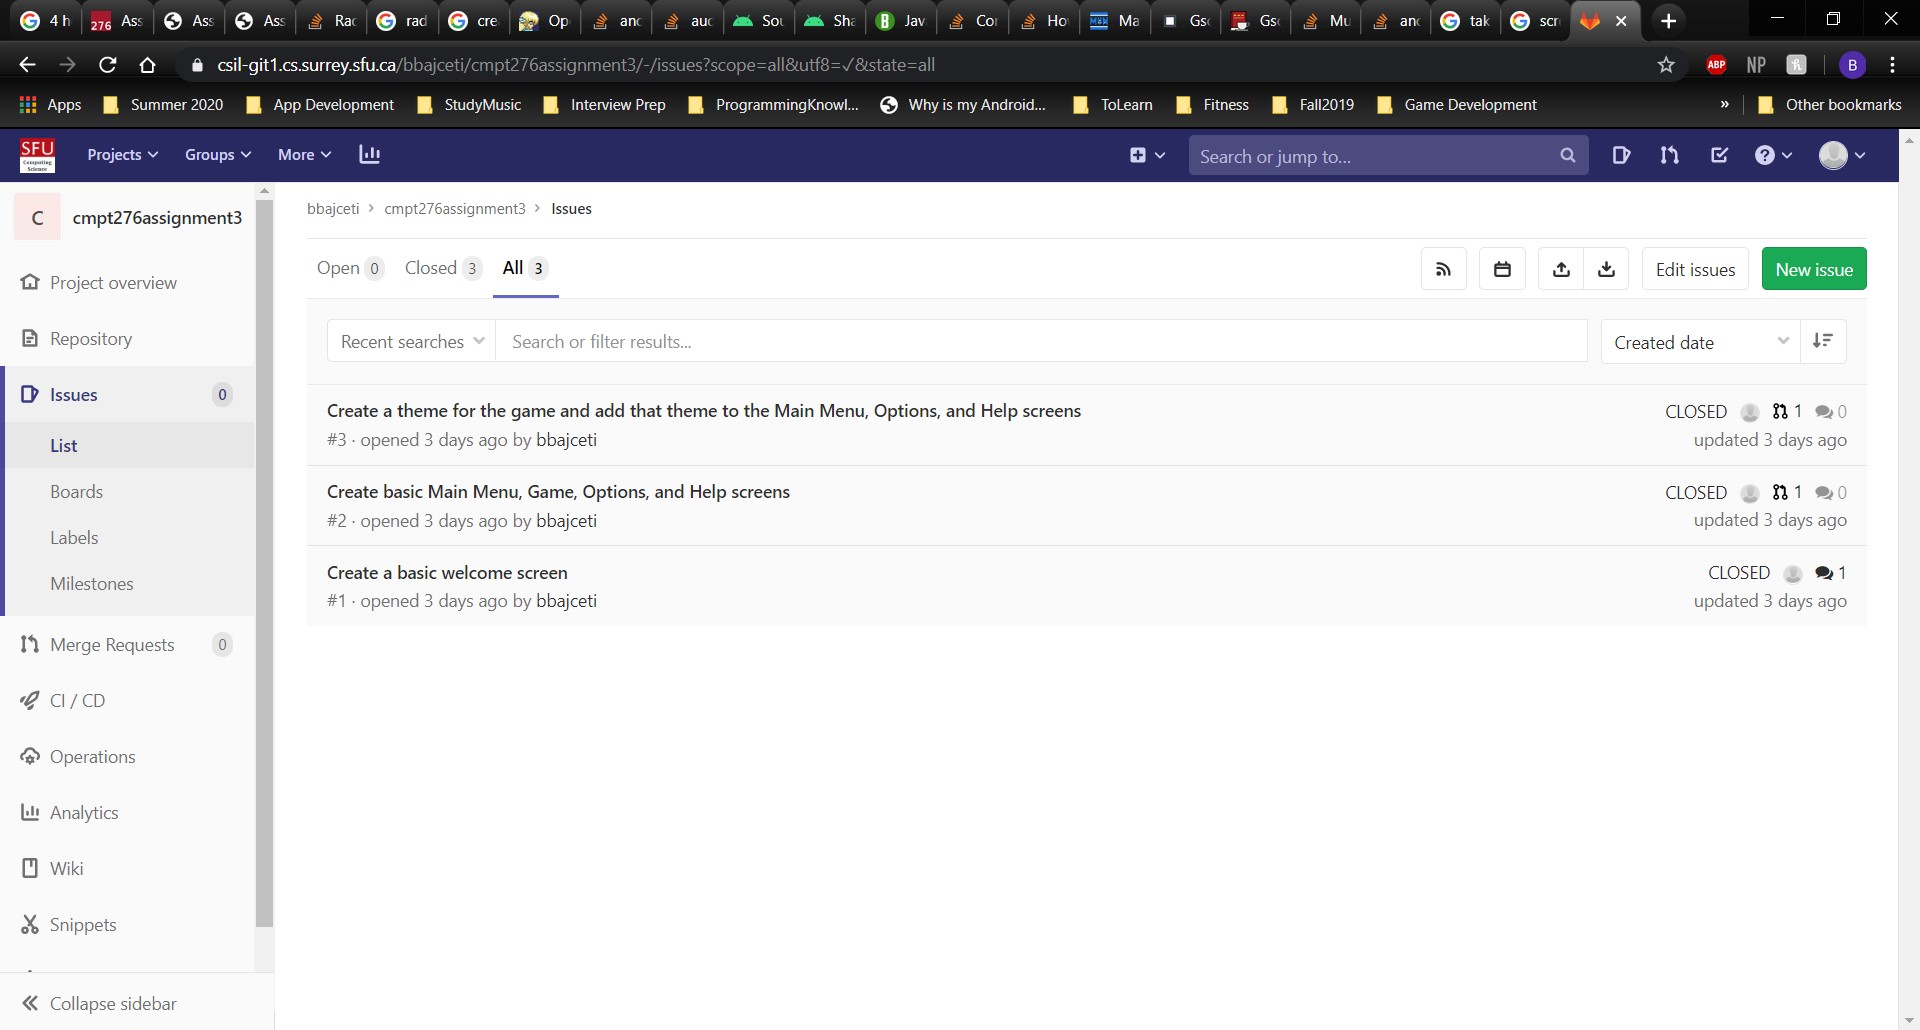 4 h 276 Ass Ass Ass Rac rad cre Op anc auc Sou Sha Jav Cor Ho Ma Gso Gso Mu anc tak scr
csil-git1.cs.surrey.sfu.ca/bbajceti/cmpt276assignment3/-/issues?scope=all&utf8=✓&state=all ABP NP B
Apps Summer 2020 App Development StudyMusic Interview Prep ProgrammingKnowl... Why is my Android... ToLearn Fitness Fall2019 Game Development » Other bookmarks
SFU Computing Science Projects Groups More Search or jump to...
C cmpt276assignment3
bbajceti > cmpt276assignment3 > Issues
Open 0 Closed 3 All 3 Edit issues New issue
Project overview
Repository
Issues 0
List
Boards
Labels
Milestones
Merge Requests 0
CI / CD
Operations
Analytics
Wiki
Snippets
Collapse sidebar
Recent searches Search or filter results... Created date
Create a theme for the game and add that theme to the Main Menu, Options, and Help screens CLOSED 1 0
#3 · opened 3 days ago by bbajceti updated 3 days ago
Create basic Main Menu, Game, Options, and Help screens CLOSED 1 0
#2 · opened 3 days ago by bbajceti updated 3 days ago
Create a basic welcome screen CLOSED 1
#1 · opened 3 days ago by bbajceti updated 3 days ago